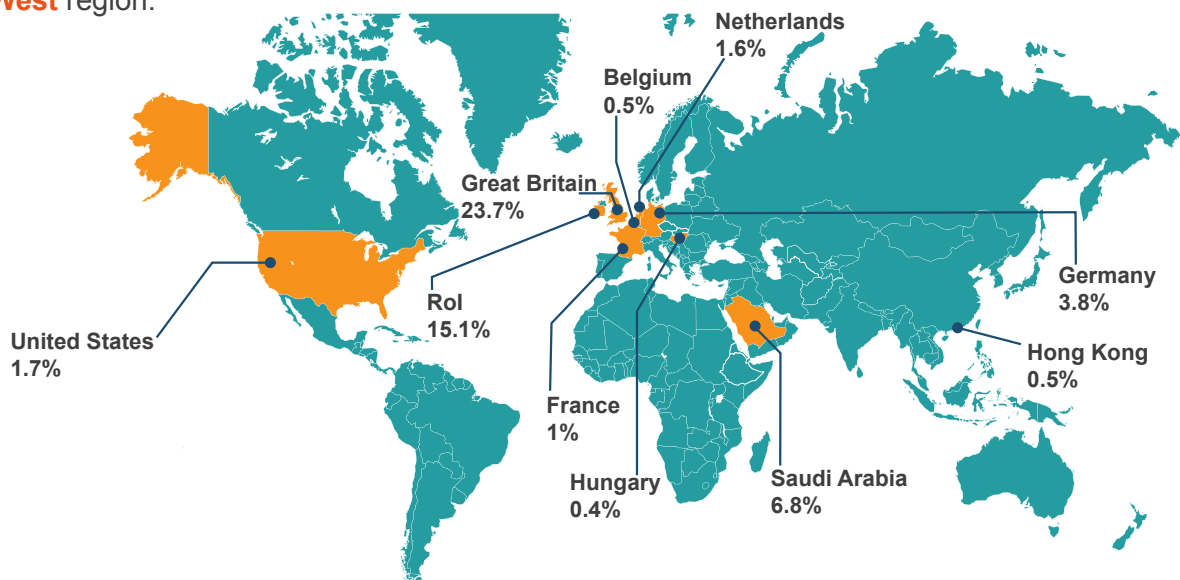 West region.
Netherlands
1.6%
Belgium
0.5%
Great Britain
23.7%
RoI
15.1%
United States
1.7%
Germany
3.8%
Hong Kong
0.5%
France
1%
Hungary
0.4%
Saudi Arabia
6.8%